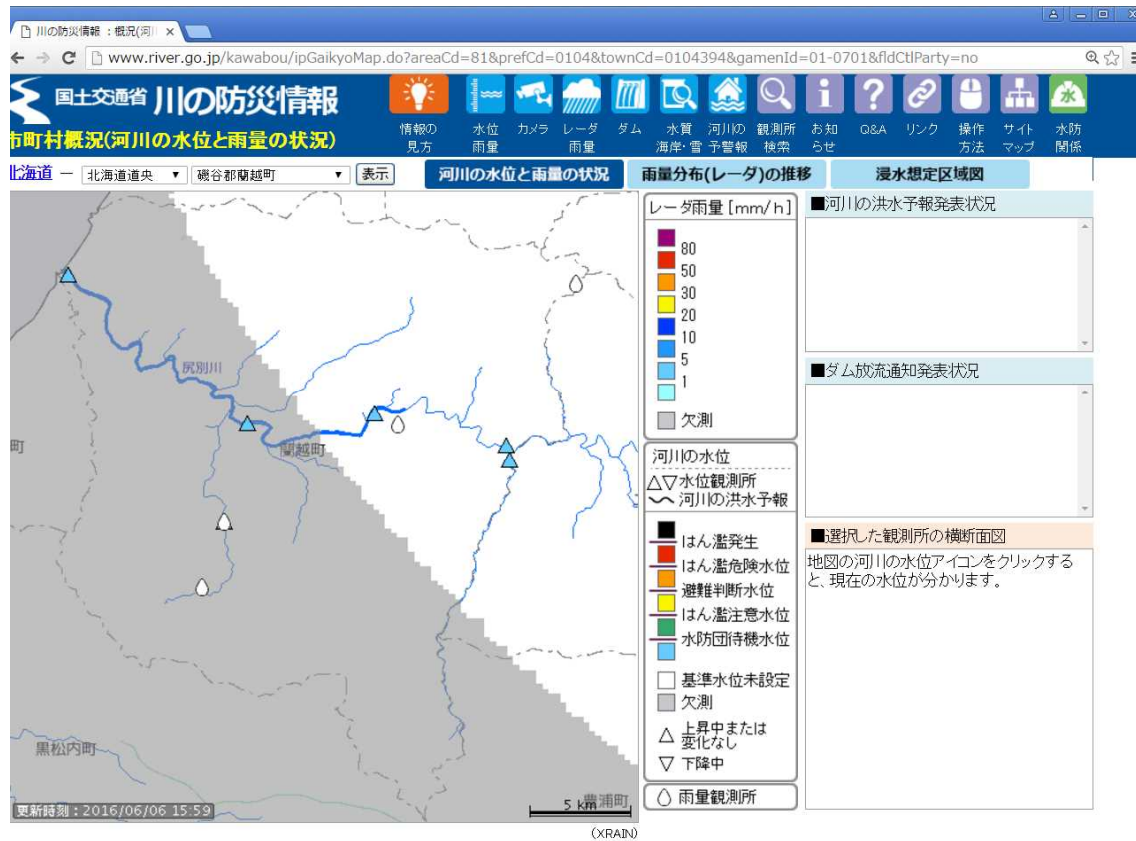 川の防災情報 ：概況(河川
www.river.go.jp/kawabou/ipGaikyoMap.do?areaCd=81&prefCd=0104&townCd=0104394&gamenId=01-0701&fldCtlParty=no
国土交通省 川の防災情報
市町村概況(河川の水位と雨量の状況)
情報の見方
水位雨量
カメラ
レーダ雨量
ダム
水質海岸・雪
河川の予警報
観測所検索
お知らせ
Q&A
リンク
操作方法
サイトマップ
水防関係
水
北海道 － 北海道道央 ▼ 磯谷郡蘭越町 ▼ 表示
河川の水位と雨量の状況
雨量分布(レーダ)の推移
浸水想定区域図
尻別川
蘭越町
町
黒松内町
豊浦町
更新時刻：2016/06/06 15:59
5 km
(XRAIN)
レーダ雨量 [mm/h]
80
50
30
20
10
5
1
欠測
河川の水位
△▽水位観測所
河川の洪水予報
はん濫発生
はん濫危険水位
避難判断水位
はん濫注意水位
水防団待機水位
基準水位未設定
欠測
△ 上昇中または
変化なし
▽ 下降中
雨量観測所
■河川の洪水予報発表状況
■ダム放流通知発表状況
■選択した観測所の横断面図
地図の河川の水位アイコンをクリックする
と、現在の水位が分かります。